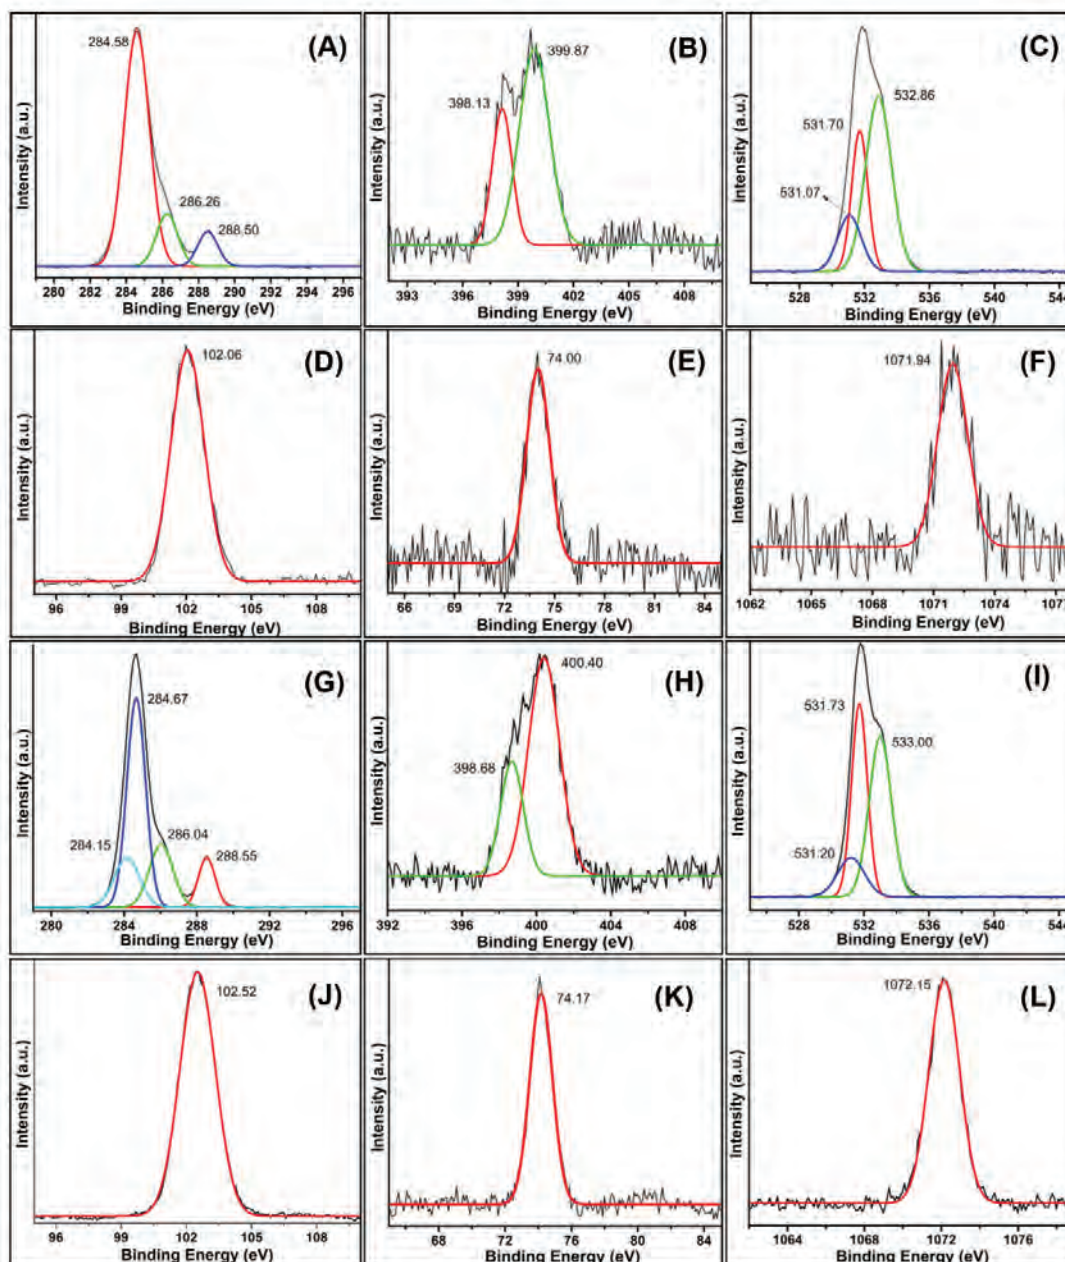 (A)
284.58
286.26
288.50
Intensity (a.u.)
280 282 284 286 288 290 292 294 296
Binding Energy (eV)
(B)
399.87
398.13
Intensity (a.u.)
393 396 399 402 405 408
Binding Energy (eV)
(C)
532.86
531.70
531.07
Intensity (a.u.)
528 532 536 540 544
Binding Energy (eV)
(D)
102.06
Intensity (a.u.)
96 99 102 105 108
Binding Energy (eV)
(E)
74.00
Intensity (a.u.)
66 69 72 75 78 81 84
Binding Energy (eV)
(F)
1071.94
Intensity (a.u.)
1062 1065 1068 1071 1074
Binding Energy (eV)
(G)
284.67
286.04
284.15
288.55
Intensity (a.u.)
280 284 288 292 296
Binding Energy (eV)
(H)
400.40
398.68
Intensity (a.u.)
392 396 400 404 408
Binding Energy (eV)
(I)
531.73
533.00
531.20
Intensity (a.u.)
528 532 536 540 544
Binding Energy (eV)
(J)
102.52
Intensity (a.u.)
96 99 102 105 108
Binding Energy (eV)
(K)
74.17
Intensity (a.u.)
68 72 76 80 84
Binding Energy (eV)
(L)
1072.15
Intensity (a.u.)
1064 1068 1072 1076
Binding Energy (eV)